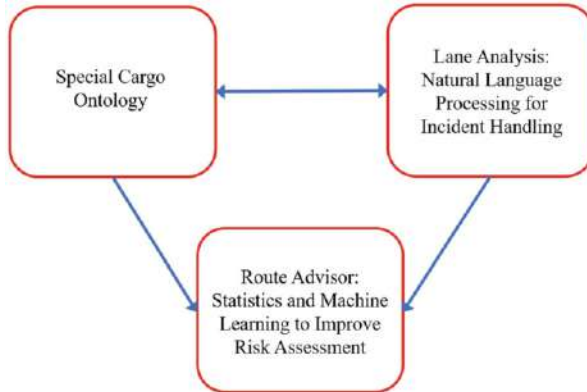 Special Cargo
Ontology
Lane Analysis:
Natural Language
Processing for
Incident Handling
Route Advisor:
Statistics and Machine
Learning to Improve
Risk Assessment